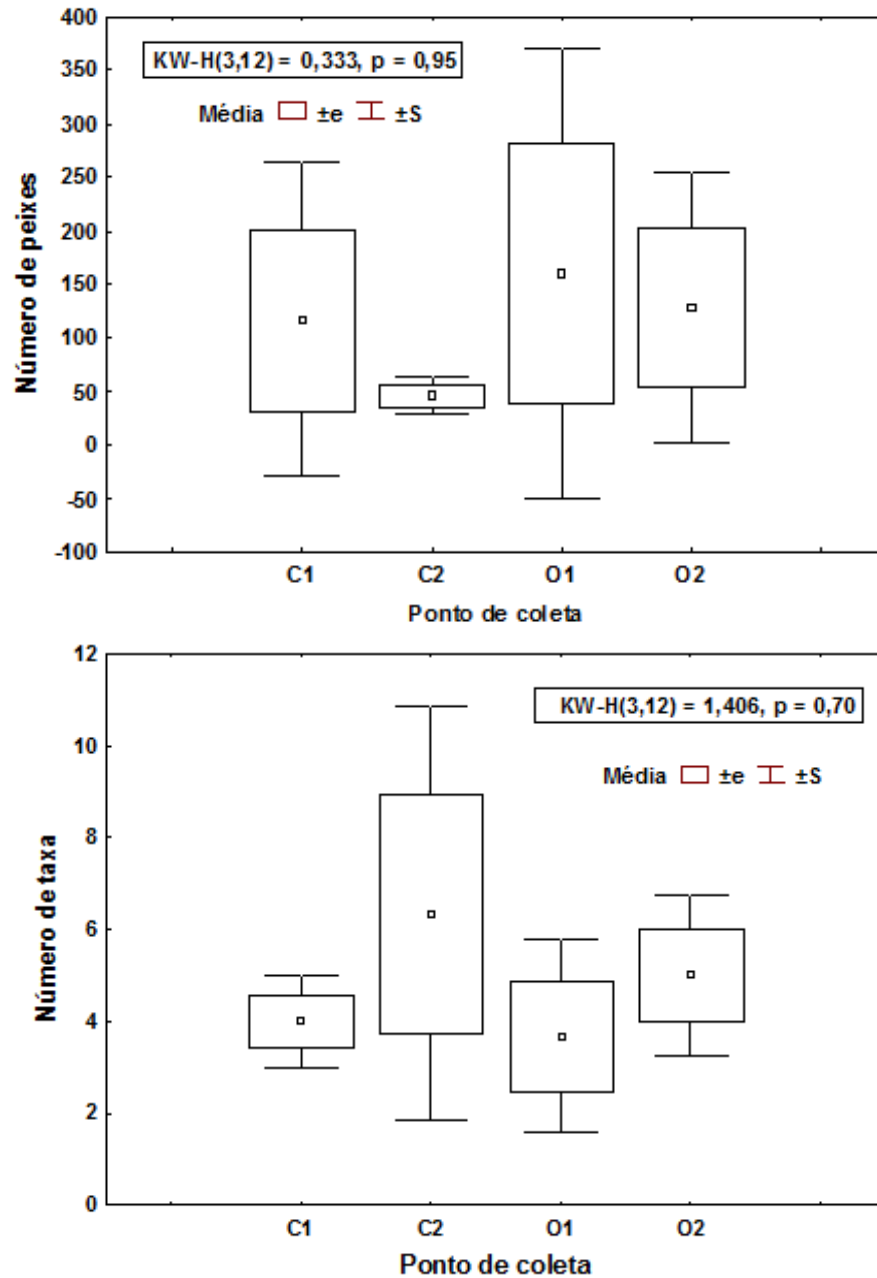 400
350
300
250
200
150
100
50
0
-50
-100
Número de peixes
KW-H(3,12) = 0,333, p = 0,95
Média ±e ±S
C1 C2 O1 O2
Ponto de coleta
12
10
8
6
4
2
0
Número de taxa
KW-H(3,12) = 1,406, p = 0,70
Média ±e ±S
C1 C2 O1 O2
Ponto de coleta